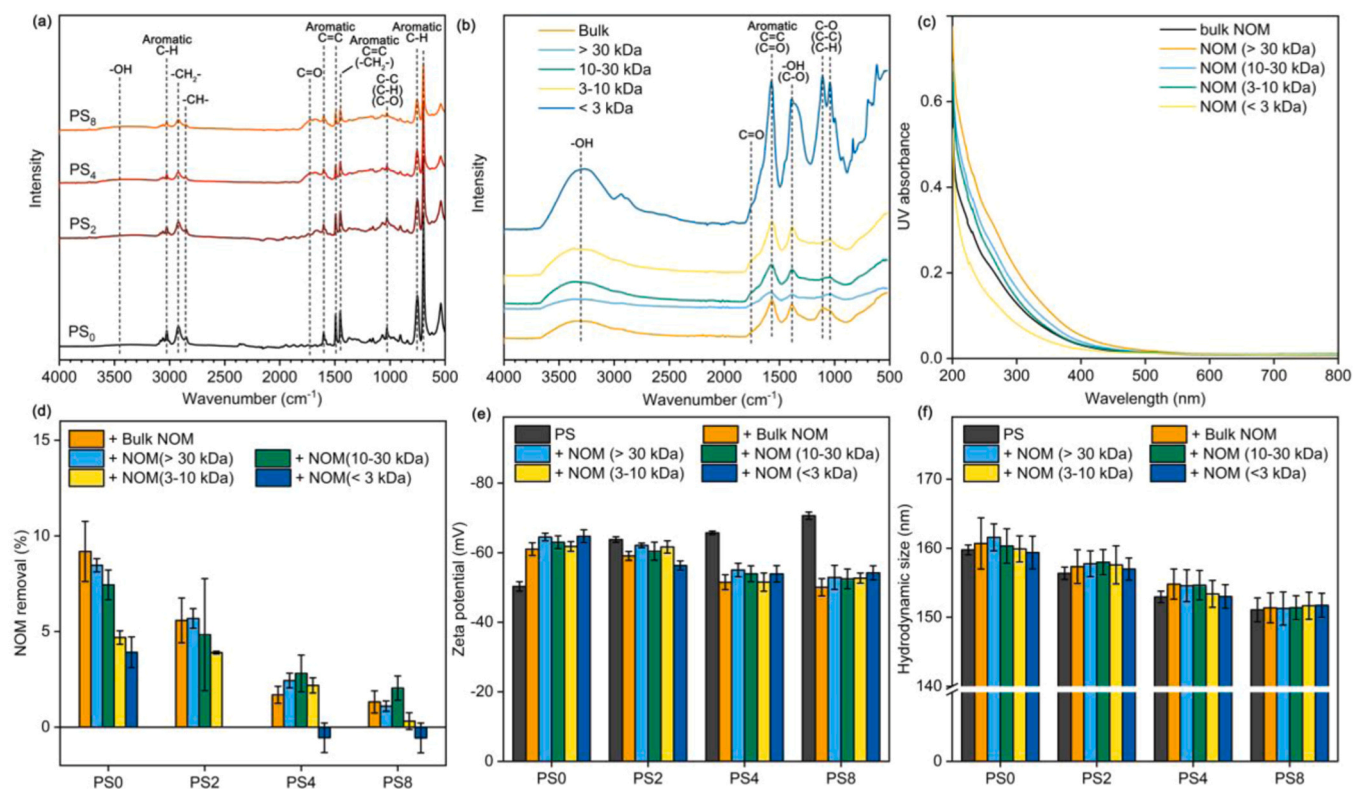 (a)
Aromatic
C-H
-OH
-CH₂-
-CH-
Aromatic
C=C
C=O
Aromatic
C=C
(-CH₂-)
C-C
(C-H)
(C-O)
Aromatic
C-H
PS₈
PS₄
PS₂
PS₀
Intensity
4000 3500 3000 2500 2000 1500 1000 500
Wavenumber (cm⁻¹)
(b)
Bulk
> 30 kDa
10-30 kDa
3-10 kDa
< 3 kDa
-OH
C=O
Aromatic
C=C
(C=O)
-OH
(C-O)
C-O
(C-C)
(C-H)
Intensity
4000 3500 3000 2500 2000 1500 1000 500
Wavenumber (cm⁻¹)
(c)
bulk NOM
NOM (> 30 kDa)
NOM (10-30 kDa)
NOM (3-10 kDa)
NOM (< 3 kDa)
UV absorbance
0.8
0.6
0.4
0.2
0.0
200 300 400 500 600 700 800
Wavelength (nm)
(d)
+ Bulk NOM
+ NOM(> 30 kDa)
+ NOM(10-30 kDa)
+ NOM(3-10 kDa)
+ NOM(< 3 kDa)
NOM removal (%)
15
10
5
0
PS0 PS2 PS4 PS8
(e)
PS
+ Bulk NOM
+ NOM (> 30 kDa)
+ NOM (10-30 kDa)
+ NOM (3-10 kDa)
+ NOM (<3 kDa)
Zeta potential (mV)
-80
-60
-40
-20
0
PS0 PS2 PS4 PS8
(f)
PS
+ Bulk NOM
+ NOM (> 30 kDa)
+ NOM (10-30 kDa)
+ NOM (3-10 kDa)
+ NOM (<3 kDa)
Hydrodynamic size (nm)
170
160
150
140
0
PS0 PS2 PS4 PS8